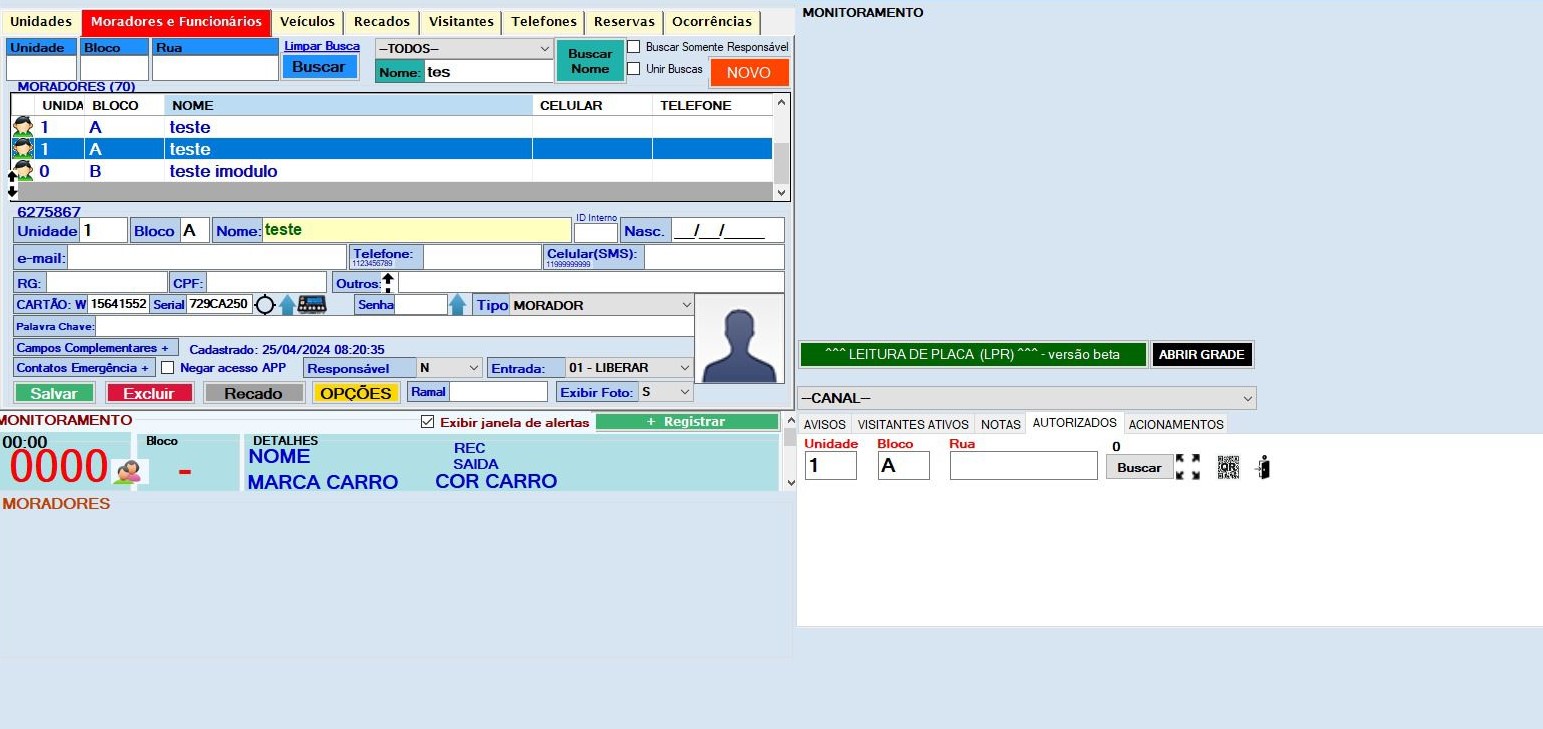 Unidades Moradores e Funcionários Veículos Recados Visitantes Telefones Reservas Ocorrências
Unidade Bloco Rua Limpar Busca
Buscar
--TODOS--
Nome: tes
Buscar Nome
Buscar Somente Responsável
Unir Buscas
NOVO
MORADORES (70)
UNIDA BLOCO NOME CELULAR TELEFONE
1 A teste
1 A teste
0 B teste imodulo
6275867
Unidade 1 Bloco A Nome: teste ID Interno Nasc. __/__/____
e-mail: Telefone: 1123456789 Celular(SMS): 11999999999
RG: CPF: Outros:
CARTÃO: W 15641552 Serial 729CA250 Senha Tipo MORADOR
Palavra Chave:
Campos Complementares + Cadastrado: 25/04/2024 08:20:35
Contatos Emergência + Negar acesso APP Responsável N Entrada: 01 - LIBERAR
Salvar Excluir Recado OPÇÕES Ramal Exibir Foto: S
MONITORAMENTO Exibir janela de alertas + Registrar
00:00 Bloco DETALHES
0000 - NOME REC
SAIDA
MARCA CARRO COR CARRO
MORADORES
MONITORAMENTO
^^^ LEITURA DE PLACA (LPR) ^^^ - versão beta ABRIR GRADE
--CANAL--
AVISOS VISITANTES ATIVOS NOTAS AUTORIZADOS ACIONAMENTOS
Unidade Bloco Rua 0
1 A Buscar QR